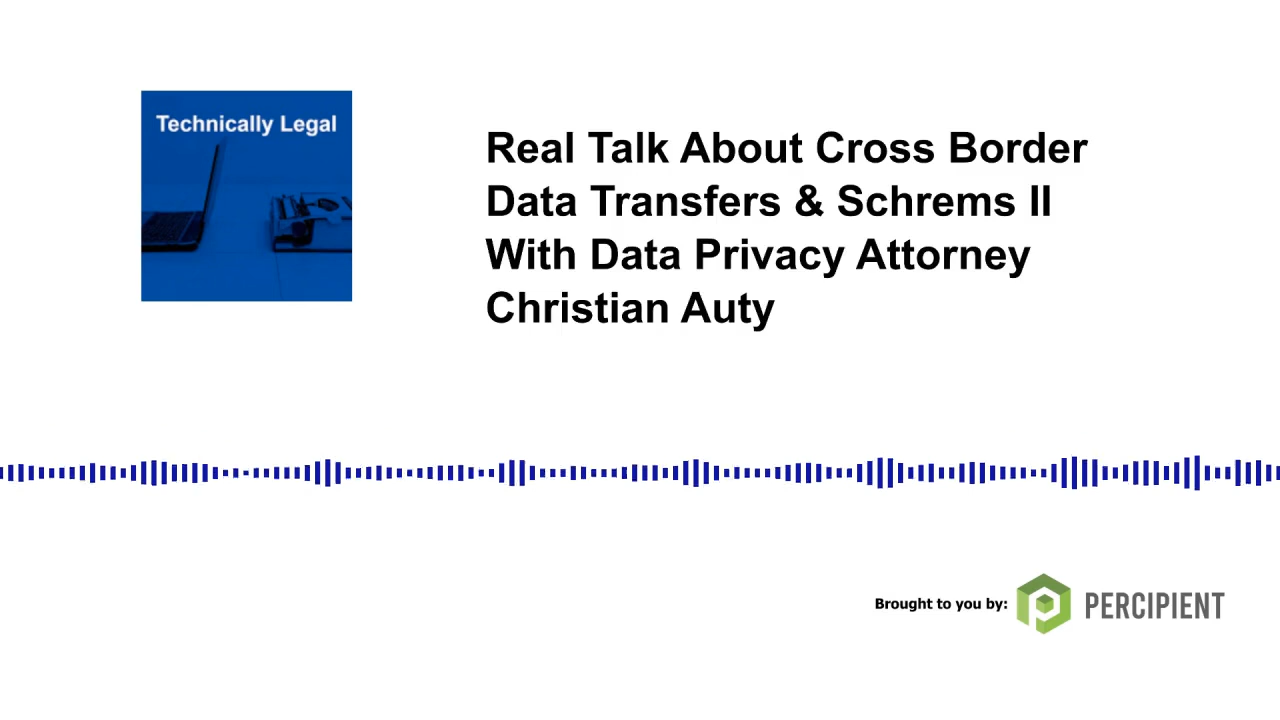 Technically Legal
Real Talk About Cross Border
Data Transfers & Schrems II
With Data Privacy Attorney
Christian Auty
Brought to you by:
PERCIPIENT